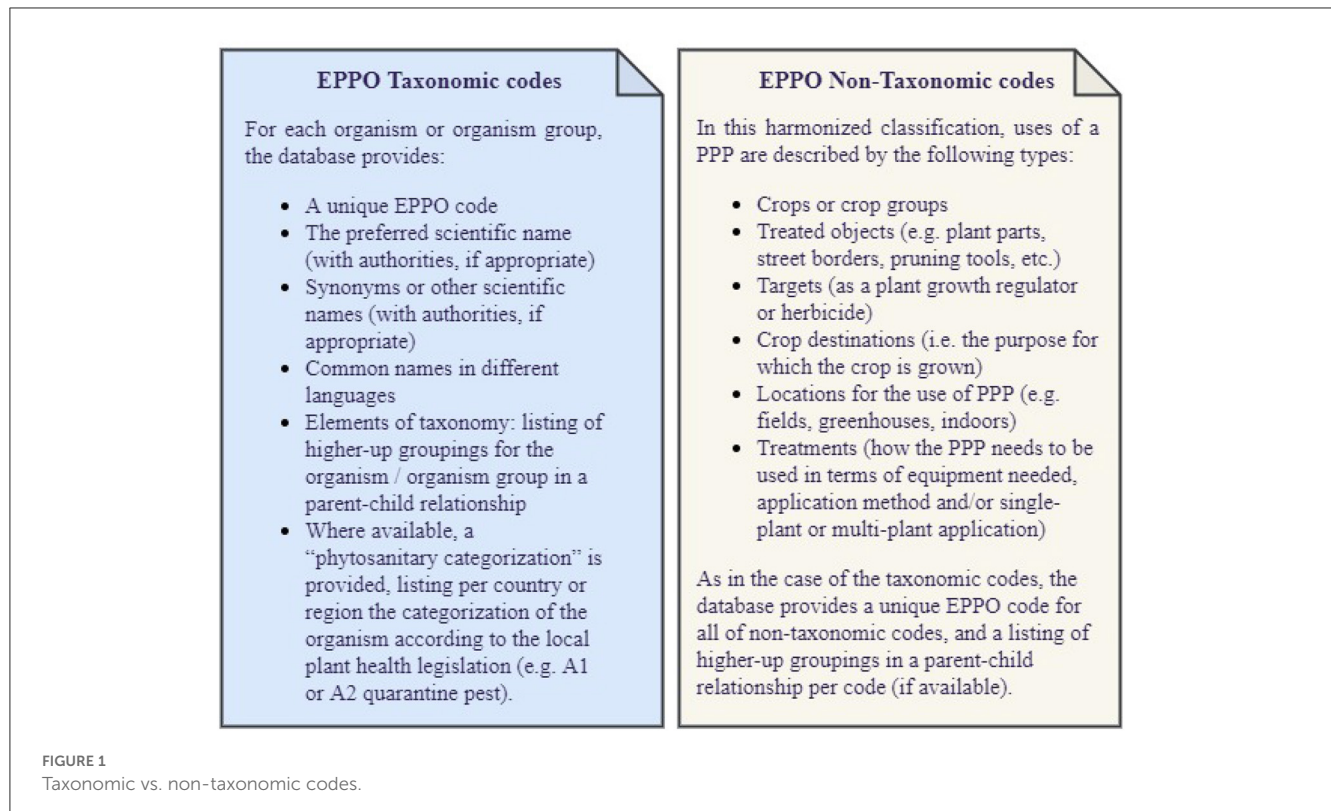 EPPO Taxonomic codes
For each organism or organism group,
the database provides:
• A unique EPPO code
• The preferred scientific name
(with authorities, if appropriate)
• Synonyms or other scientific
names (with authorities, if
appropriate)
• Common names in different
languages
• Elements of taxonomy: listing of
higher-up groupings for the
organism / organism group in a
parent-child relationship
• Where available, a
“phytosanitary categorization” is
provided, listing per country or
region the categorization of the
organism according to the local
plant health legislation (e.g. A1
or A2 quarantine pest).
EPPO Non-Taxonomic codes
In this harmonized classification, uses of a
PPP are described by the following types:
• Crops or crop groups
• Treated objects (e.g. plant parts,
street borders, pruning tools, etc.)
• Targets (as a plant growth regulator
or herbicide)
• Crop destinations (i.e. the purpose for
which the crop is grown)
• Locations for the use of PPP (e.g.
fields, greenhouses, indoors)
• Treatments (how the PPP needs to be
used in terms of equipment needed,
application method and/or single-
plant or multi-plant application)
As in the case of the taxonomic codes, the
database provides a unique EPPO code for
all of non-taxonomic codes, and a listing of
higher-up groupings in a parent-child
relationship per code (if available).
FIGURE 1
Taxonomic vs. non-taxonomic codes.